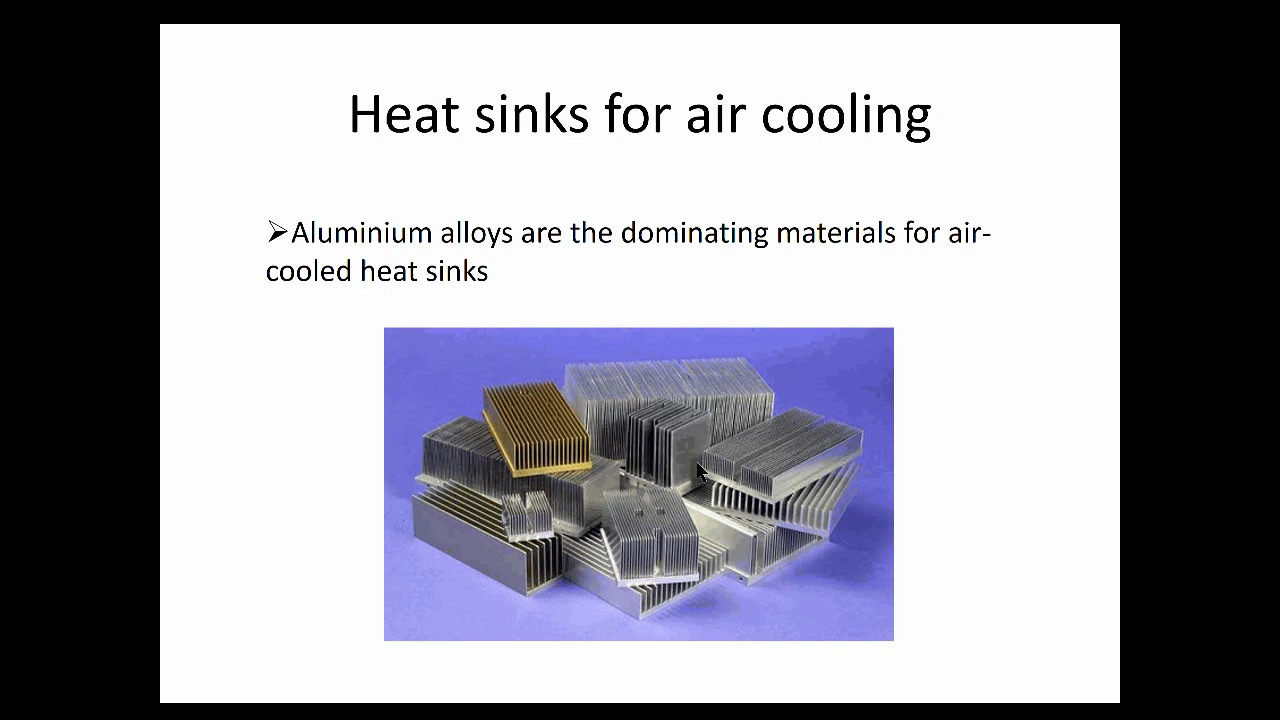 Heat sinks for air cooling
➢Aluminium alloys are the dominating materials for air-
cooled heat sinks